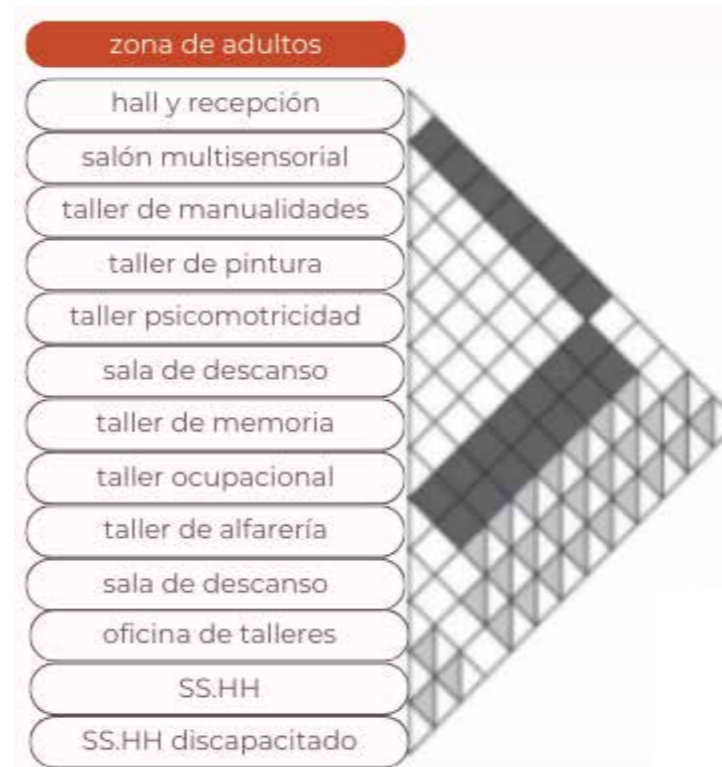 zona de adultos
hall y recepción
salón multisensorial
taller de manualidades
taller de pintura
taller psicomotricidad
sala de descanso
taller de memoria
taller ocupacional
taller de alfarería
sala de descanso
oficina de talleres
SS.HH
SS.HH discapacitado